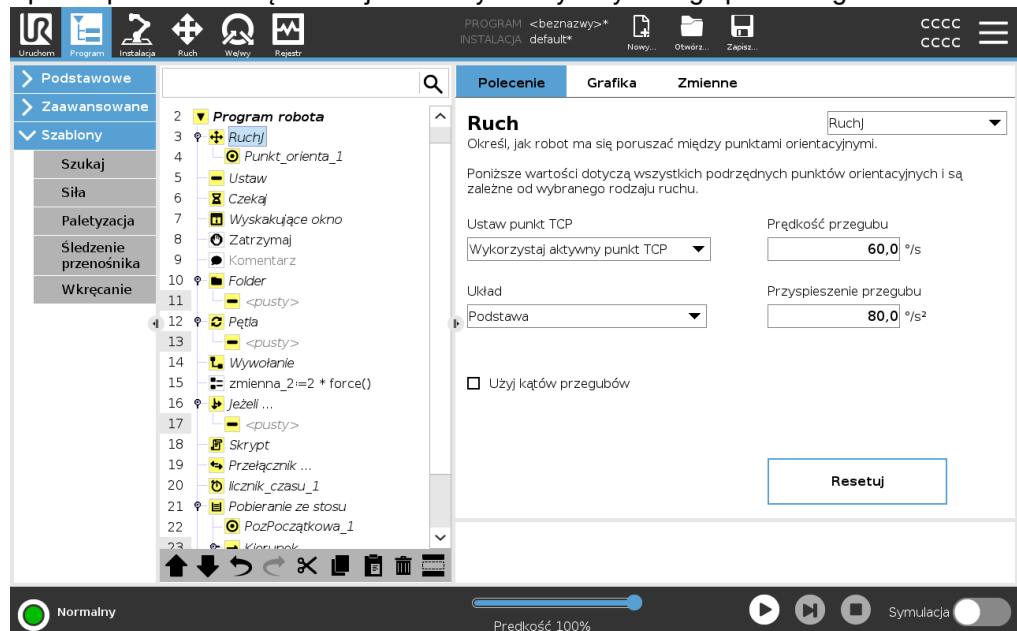 UR
PROGRAM <beznazwy>*
INSTALACJA default*
Uruchom Program Instalacja Ruch We/wy Rejestr
Nowy... Otwórz... Zapisz...
CCCC
CCCC
Podstawowe
Zaawansowane
Szablony
Szukaj
Siła
Paletyzacja
Śledzenie
przenośnika
Wkręcanie
2 Program robota
3 RuchJ
4 Punkt_orienta_1
5 Ustaw
6 Czekaj
7 Wyskakujące okno
8 Zatrzymaj
9 Komentarz
10 Folder
11 <pusty>
12 Pętla
13 <pusty>
14 Wywołanie
15 zmienna_2:=2 * force()
16 Jeżeli ...
17 <pusty>
18 Skrypt
19 Przełącznik ...
20 licznik_czasu_1
21 Pobieranie ze stosu
22 PozPoczątkowa_1
23 Kierunek
Polecenie Grafika Zmienne
Ruch
RuchJ
Określ, jak robot ma się poruszać między punktami orientacyjnymi.
Poniższe wartości dotyczą wszystkich podrzędnych punktów orientacyjnych i są
zależne od wybranego rodzaju ruchu.
Ustaw punkt TCP
Prędkość przegubu
Wykorzystaj aktywny punkt TCP
60,0 °/s
Układ
Przyspieszenie przegubu
Podstawa
80,0 °/s²
Użyj kątów przegubów
Resetuj
Normalny
Prędkość 100%
Symulacja